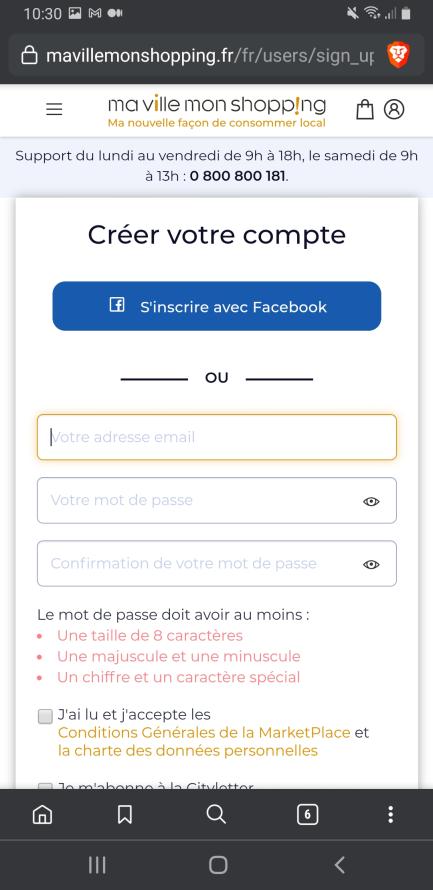 10:30
mavillemonshopping.fr/fr/users/sign_up
ma ville mon shopp!ng
Ma nouvelle façon de consommer local
Support du lundi au vendredi de 9h à 18h, le samedi de 9h
à 13h : 0 800 800 181.
Créer votre compte
S'inscrire avec Facebook
OU
Votre adresse email
Votre mot de passe
Confirmation de votre mot de passe
Le mot de passe doit avoir au moins :
• Une taille de 8 caractères
• Une majuscule et une minuscule
• Un chiffre et un caractère spécial
J'ai lu et j'accepte les
Conditions Générales de la MarketPlace et
la charte des données personnelles
Je m'abonne à la Cityletter
6